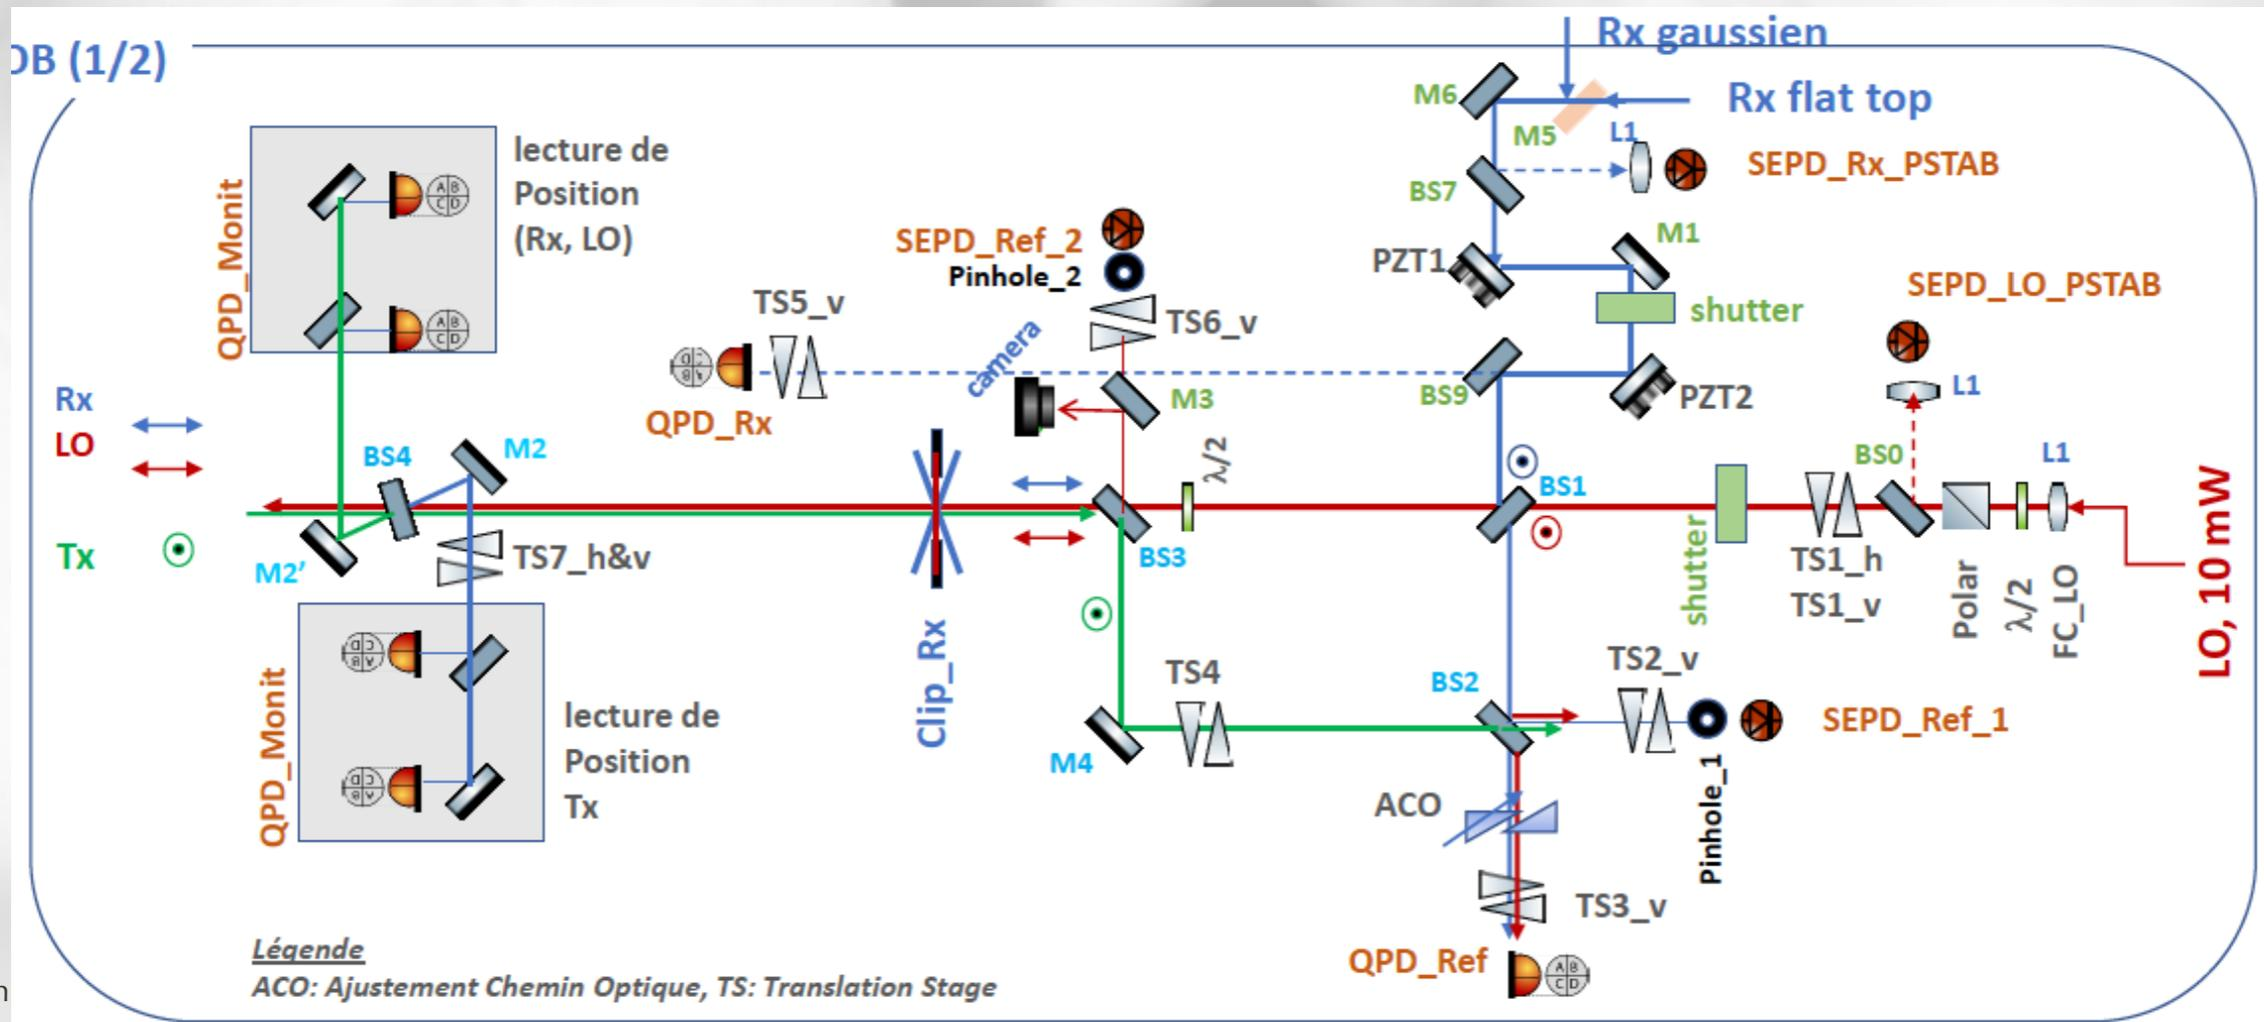 OB (1/2)
Rx gaussien
Rx flat top
M6
M5
L1
SEPD_Rx_PSTAB
BS7
M1
PZT1
shutter
SEPD_LO_PSTAB
QPD_Monit
lecture de
Position
(Rx, LO)
A B
C D
A B
C D
SEPD_Ref_2
Pinhole_2
TS5_v
TS6_v
camera
M3
QPD_Rx
A B
C D
λ/2
BS9
PZT2
L1
BS0
L1
Rx
LO
Tx
BS4
M2
M2’
TS7_h&v
BS3
BS1
shutter
TS1_h
TS1_v
Polar
λ/2
FC_LO
LO, 10 mW
Clip_Rx
QPD_Monit
A B
C D
A B
C D
lecture de
Position
Tx
M4
TS4
BS2
TS2_v
SEPD_Ref_1
Pinhole_1
ACO
TS3_v
QPD_Ref
A B
C D
Légende
ACO: Ajustement Chemin Optique, TS: Translation Stage
n